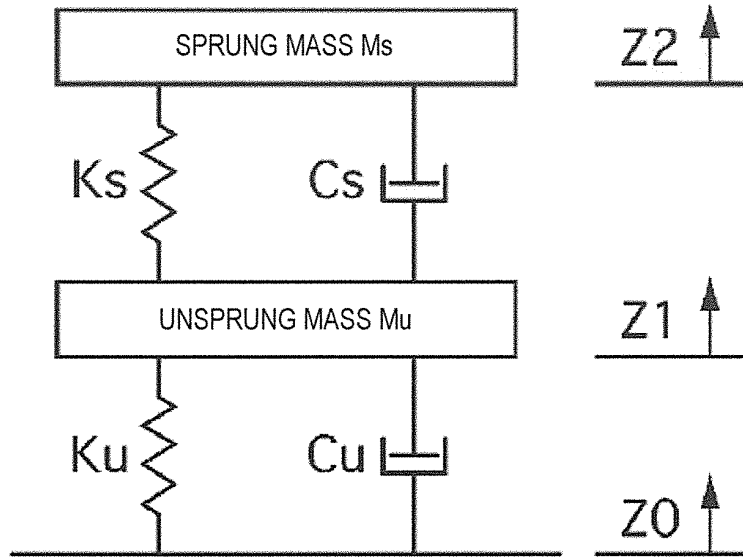 SPRUNG MASS Ms
Z2
Ks
Cs
UNSPRUNG MASS Mu
Z1
Ku
Cu
Z0